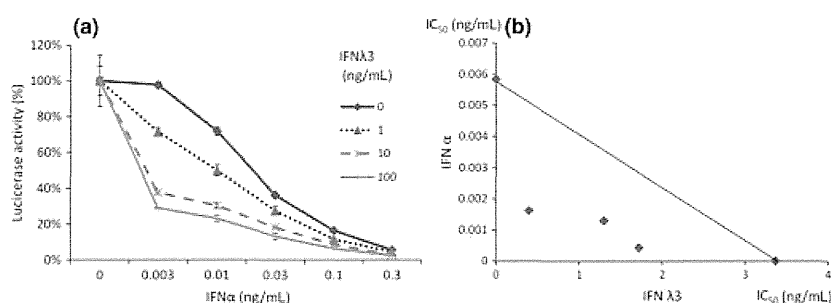 (a)
IFNλ3
(ng/mL)
0
1
10
100
120%
100%
80%
60%
40%
20%
0%
Lucicerase activity (%)
0 0.003 0.01 0.03 0.1 0.3
IFNα (ng/mL)
IC50 (ng/mL) (b)
0.007
0.006
0.005
0.004
0.003
0.002
0.001
0.000
IFN α
0 1 2 3 4
IFN λ3 IC50 (ng/mL)